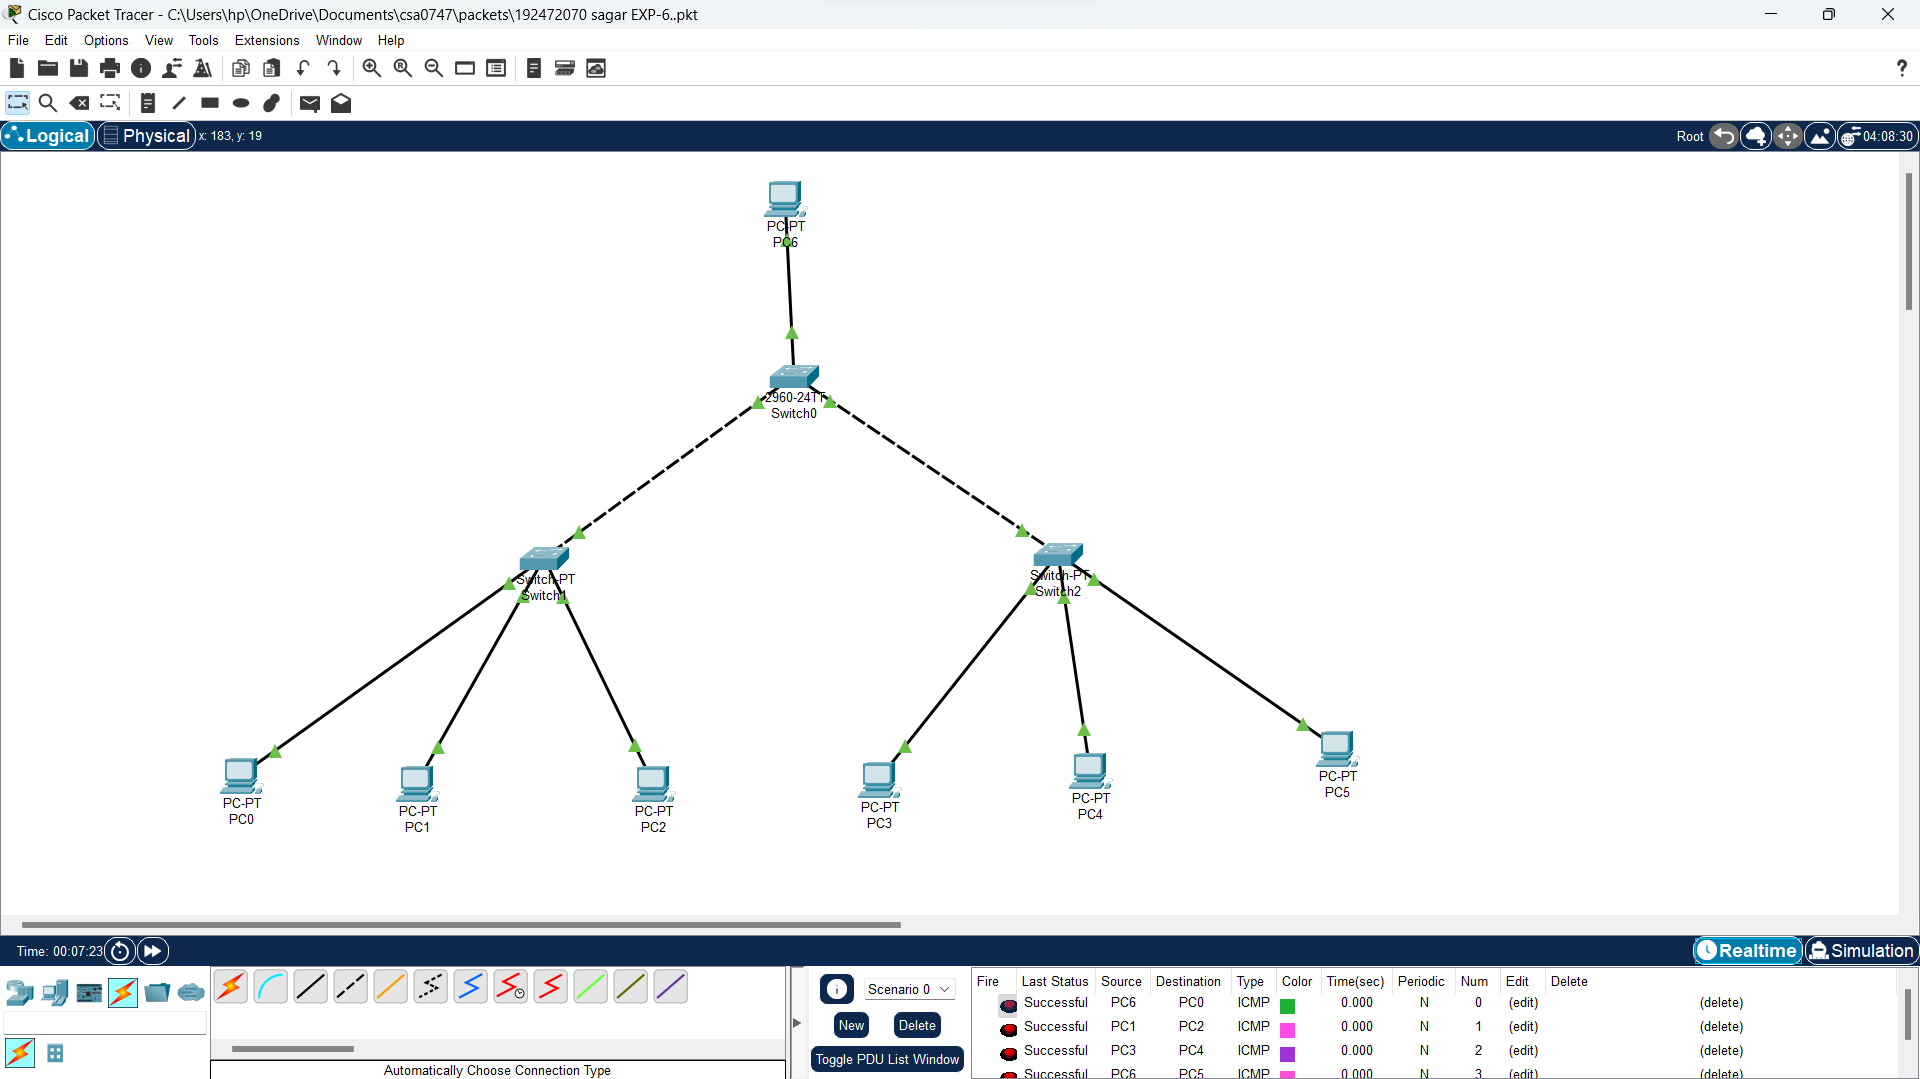 Cisco Packet Tracer - C:\Users\hp\OneDrive\Documents\csa0747\packets\192472070 sagar EXP-6..pkt
File Edit Options View Tools Extensions Window Help
?
Logical Physical x: 183, y: 19 Root 04:08:30
PC-PT
PC6
2960-24TT
Switch0
Switch-PT
Switch1
Switch-PT
Switch2
PC-PT
PC0
PC-PT
PC1
PC-PT
PC2
PC-PT
PC3
PC-PT
PC4
PC-PT
PC5
Time: 00:07:23 Realtime Simulation
Scenario 0
New Delete
Toggle PDU List Window
Automatically Choose Connection Type
Fire Last Status Source Destination Type Color Time(sec) Periodic Num Edit Delete
Successful PC6 PC0 ICMP 0.000 N 0 (edit) (delete)
Successful PC1 PC2 ICMP 0.000 N 1 (edit) (delete)
Successful PC3 PC4 ICMP 0.000 N 2 (edit) (delete)
Successful PC6 PC5 ICMP 0.000 N 3 (edit) (delete)